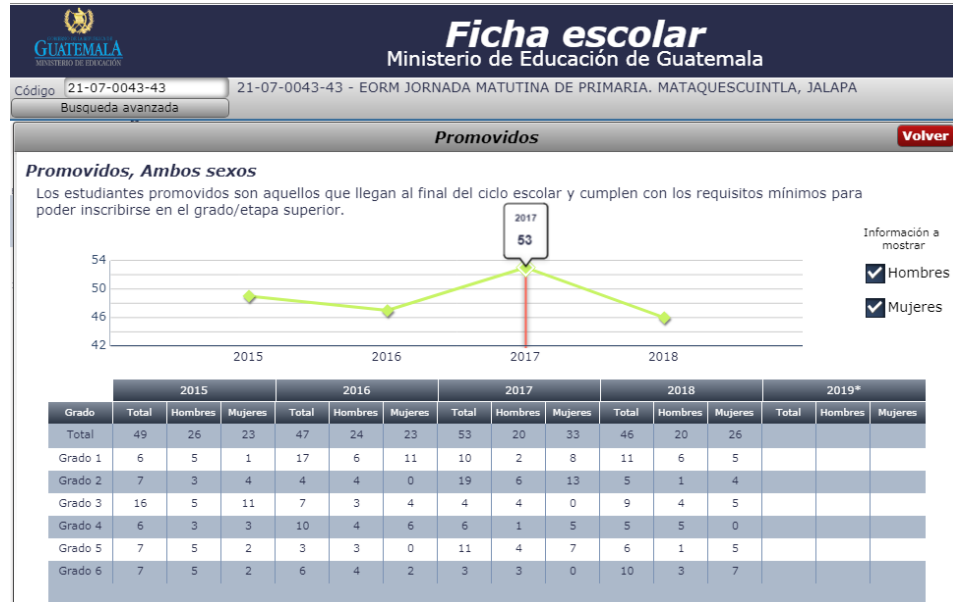 GUATEMALA
MINISTERIO DE EDUCACIÓN
Ficha escolar
Ministerio de Educación de Guatemala
Código 21-07-0043-43
21-07-0043-43 - EORM JORNADA MATUTINA DE PRIMARIA. MATAQUESCUINTLA, JALAPA
Busqueda avanzada
Promovidos
Volver
Promovidos, Ambos sexos
Los estudiantes promovidos son aquellos que llegan al final del ciclo escolar y cumplen con los requisitos mínimos para
poder inscribirse en el grado/etapa superior.
2017
53
Información a
mostrar
Hombres
Mujeres
54
50
46
42
2015 2016 2017 2018
2015 2016 2017 2018 2019*
Grado Total Hombres Mujeres Total Hombres Mujeres Total Hombres Mujeres Total Hombres Mujeres Total Hombres Mujeres
Total 49 26 23 47 24 23 53 20 33 46 20 26
Grado 1 6 5 1 17 6 11 10 2 8 11 6 5
Grado 2 7 3 4 4 4 0 19 6 13 5 1 4
Grado 3 16 5 11 7 3 4 4 4 0 9 4 5
Grado 4 6 3 3 10 4 6 6 1 5 5 5 0
Grado 5 7 5 2 3 3 0 11 4 7 6 1 5
Grado 6 7 5 2 6 4 2 3 3 0 10 3 7